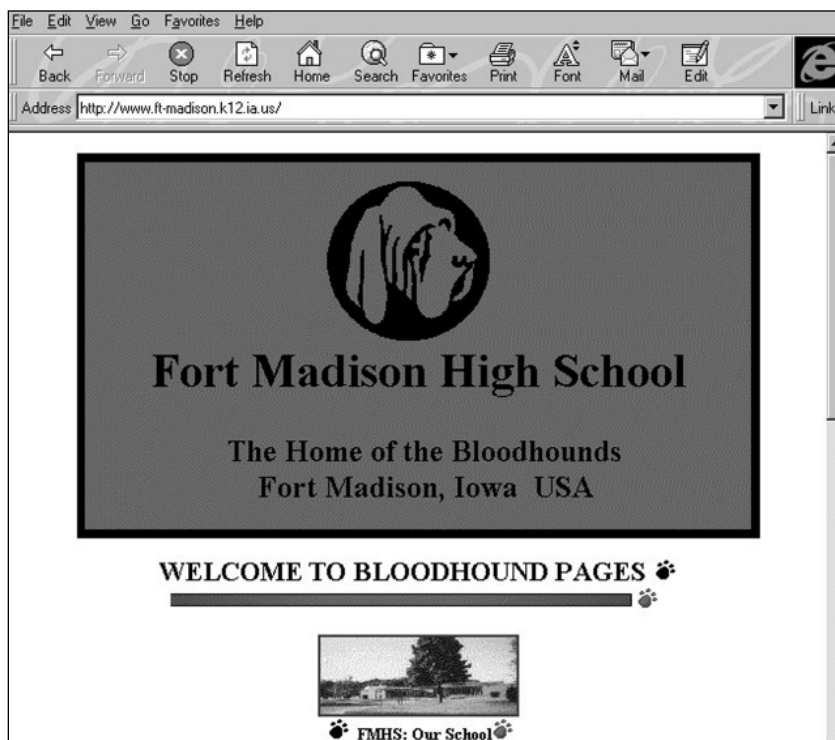 File Edit View Go Favorites Help
Back Forward Stop Refresh Home Search Favorites Print Font Mail Edit
Address http://www.ft-madison.k12.ia.us/ Link
Fort Madison High School
The Home of the Bloodhounds
Fort Madison, Iowa USA
WELCOME TO BLOODHOUND PAGES
FMHS: Our School